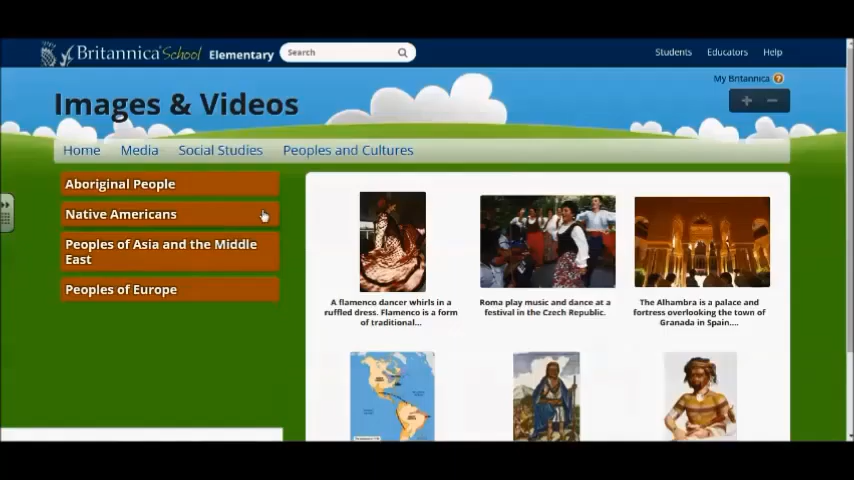 Britannica School Elementary
Search
Students Educators Help
My Britannica ?
Images & Videos
Home Media Social Studies Peoples and Cultures
Aboriginal People
Native Americans
Peoples of Asia and the Middle
East
Peoples of Europe
A flamenco dancer whirls in a
ruffled dress. Flamenco is a form
of traditional...
Roma play music and dance at a
festival in the Czech Republic.
The Alhambra is a palace and
fortress overlooking the town of
Granada in Spain....